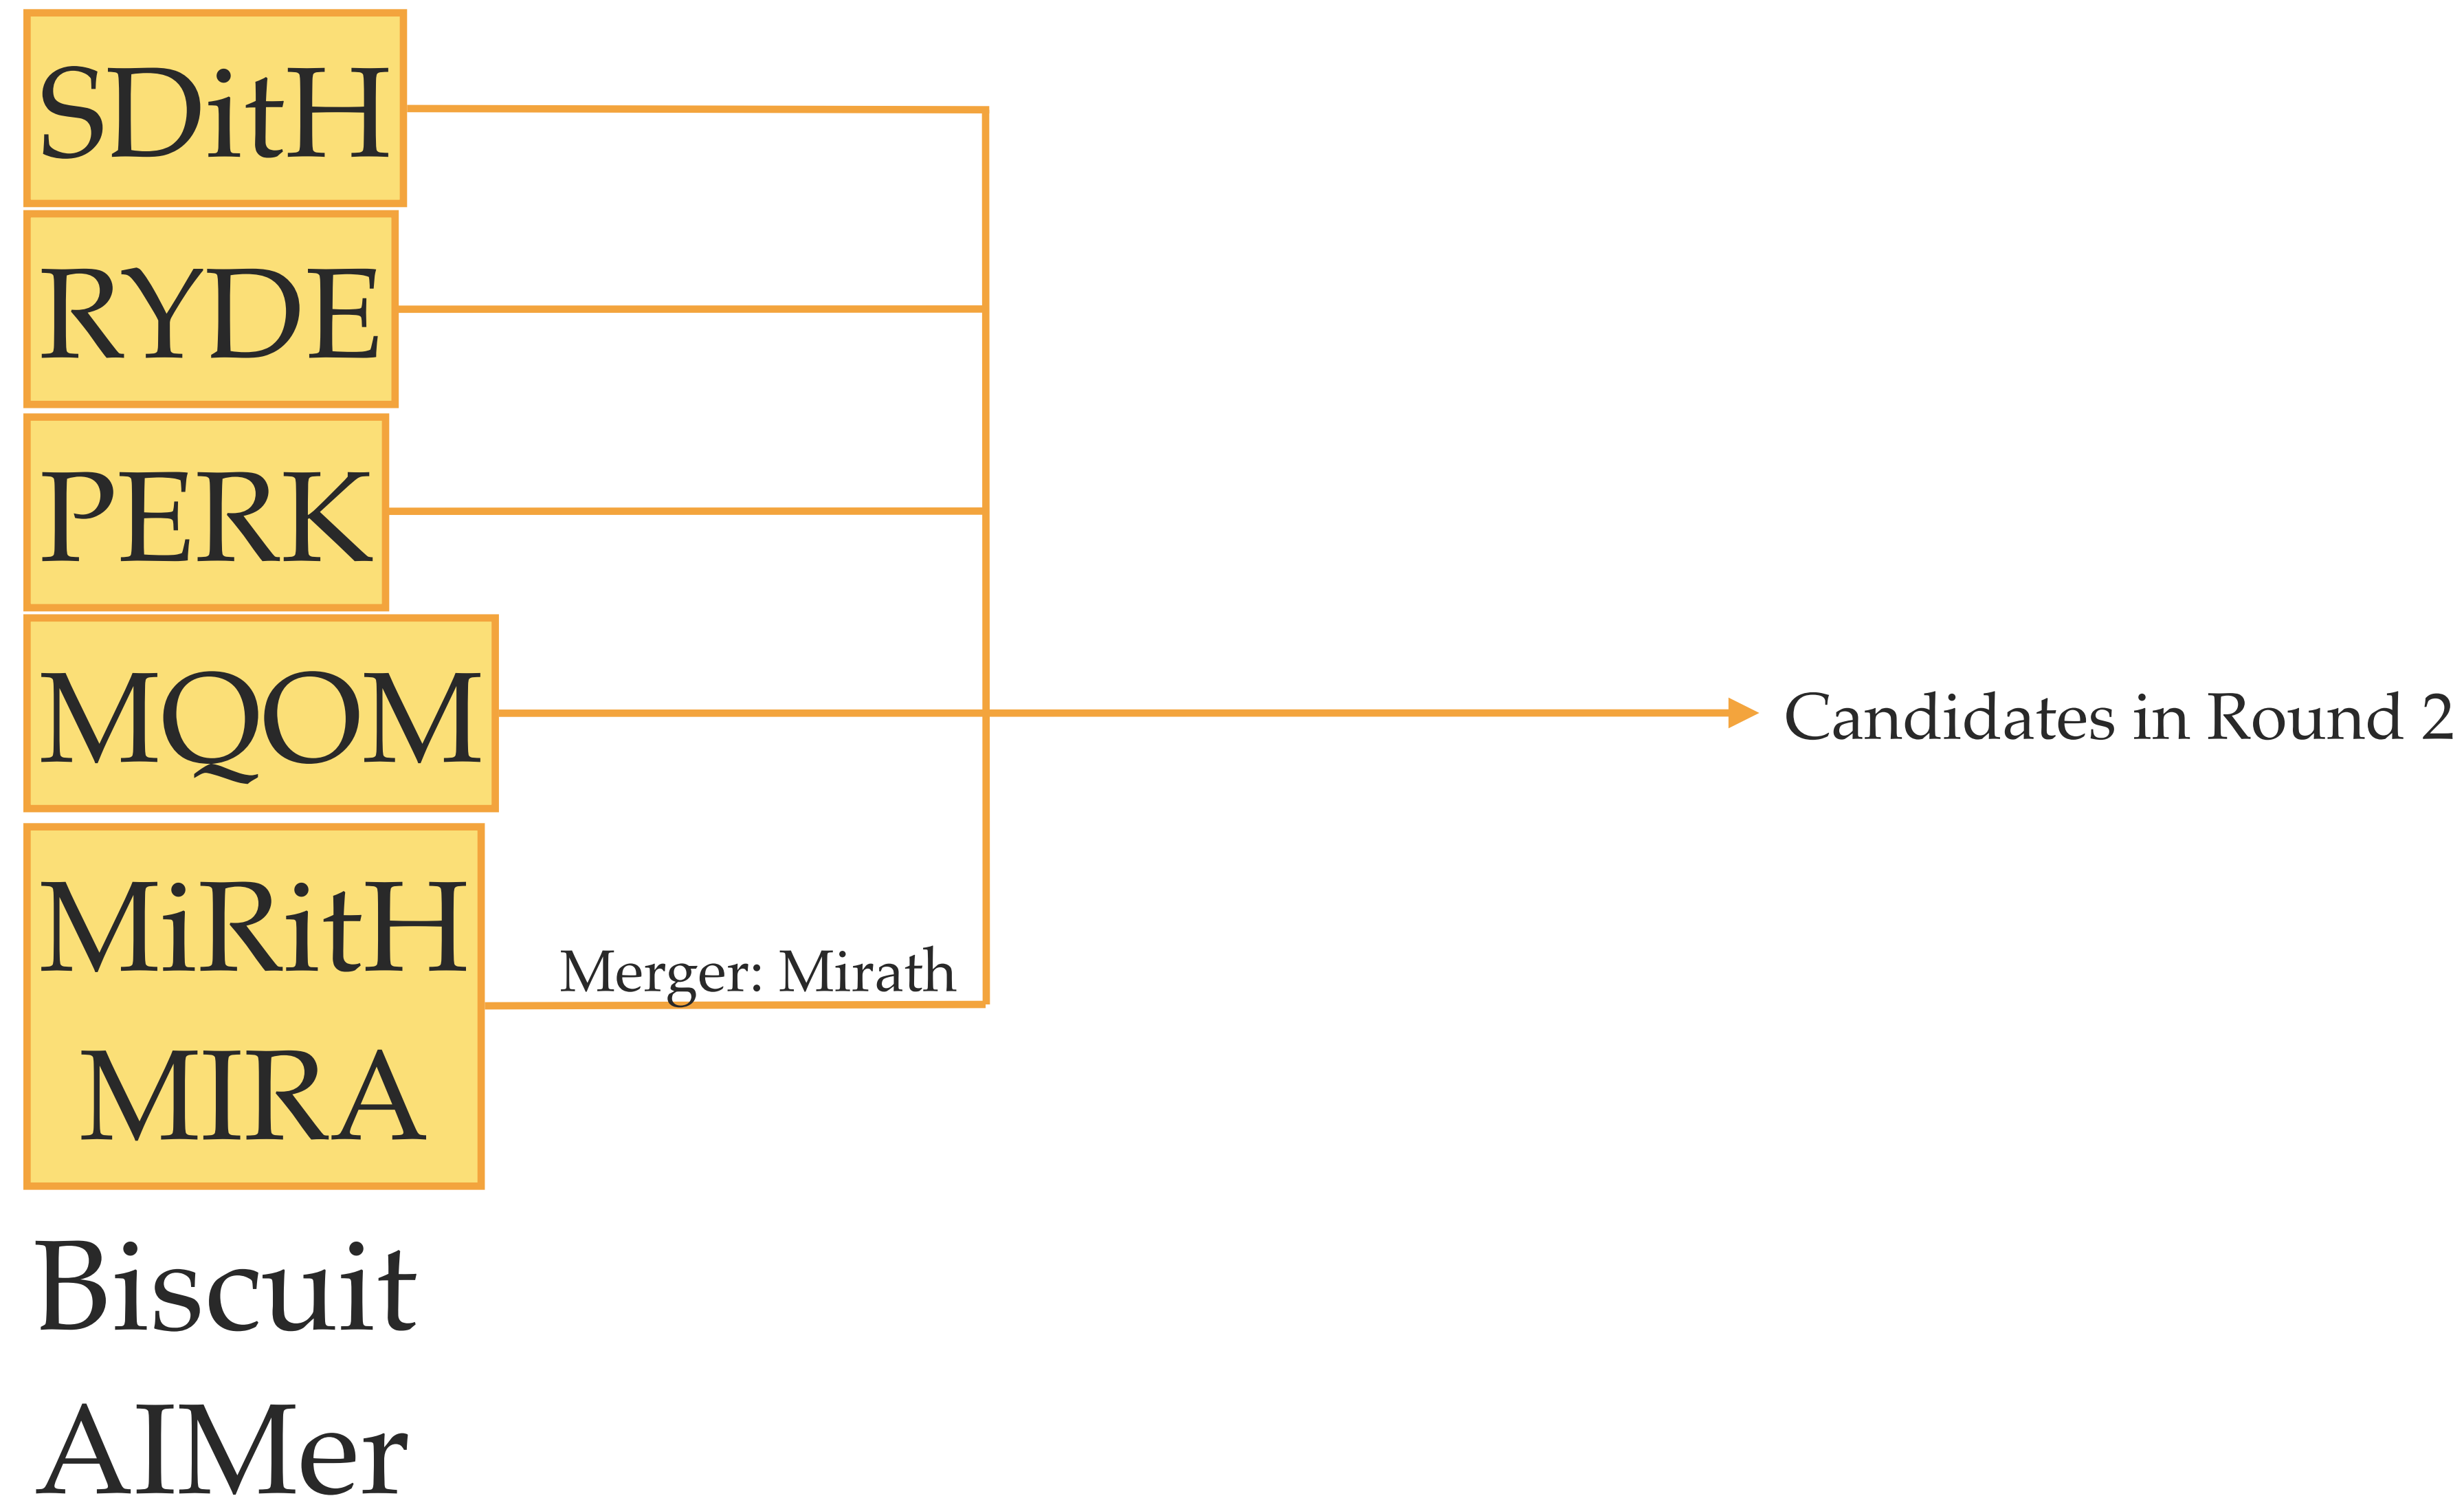 SDitH
RYDE
PERK
MQOM
Candidates in Round 2
MiRitH
Merger: Mirath
MIRA
Biscuit
AIMer